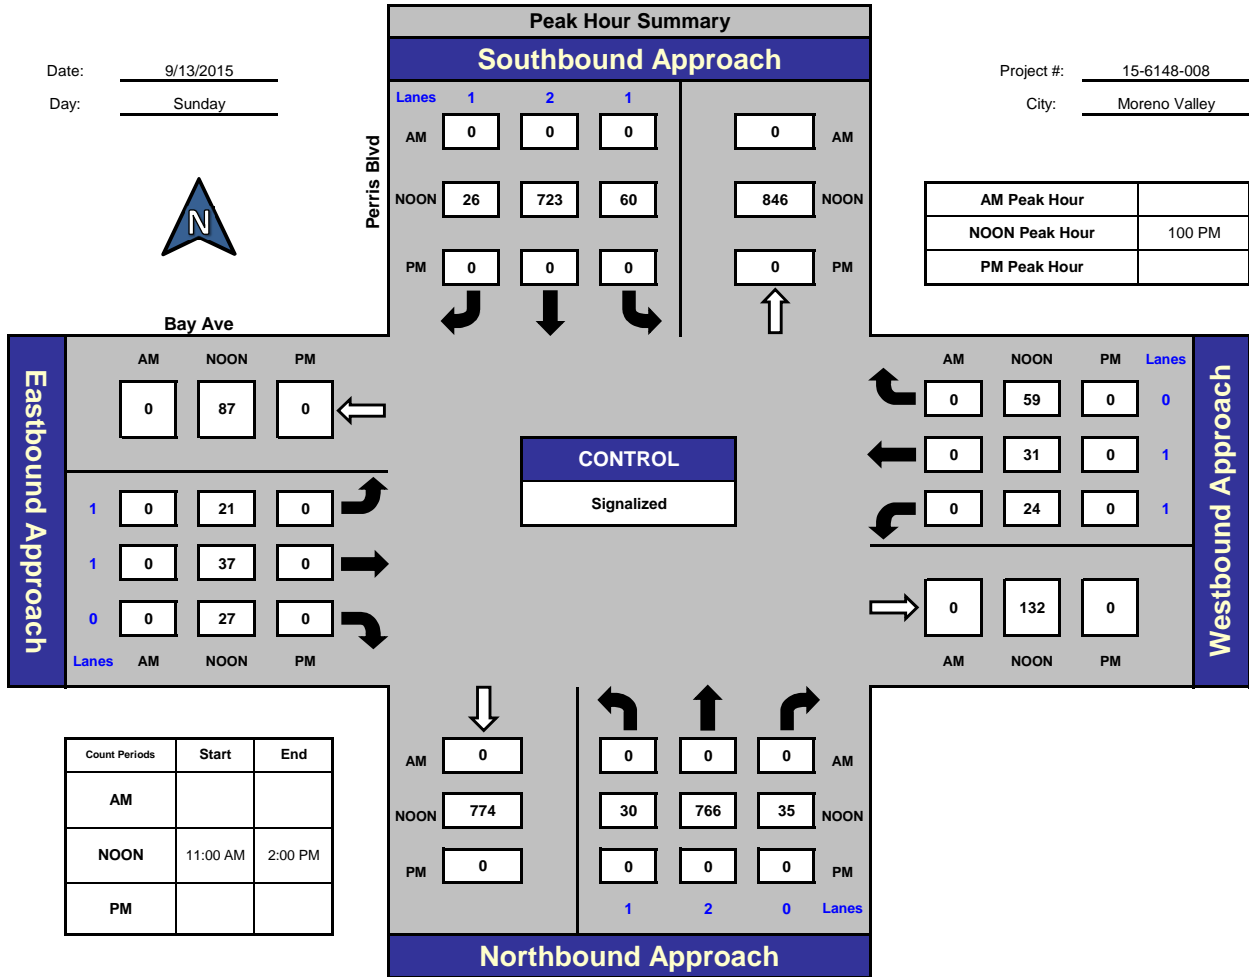 Peak Hour Summary
Southbound Approach
Date: 9/13/2015
Day: Sunday
Project #: 15-6148-008
City: Moreno Valley
N
Perris Blvd
Lanes 1 2 1
AM 0 0 0 0 AM
NOON 26 723 60 846 NOON
PM 0 0 0 0 PM
AM Peak Hour
NOON Peak Hour 100 PM
PM Peak Hour
Bay Ave
Eastbound Approach
AM NOON PM
0 87 0
1 0 21 0
1 0 37 0
0 0 27 0
Lanes AM NOON PM
CONTROL
Signalized
AM NOON PM Lanes
0 59 0 0
0 31 0 1
0 24 0 1
0 132 0
AM NOON PM
Westbound Approach
Count Periods Start End
AM
NOON 11:00 AM 2:00 PM
PM
AM 0 0 0 0 AM
NOON 774 30 766 35 NOON
PM 0 0 0 0 PM
1 2 0 Lanes
Northbound Approach